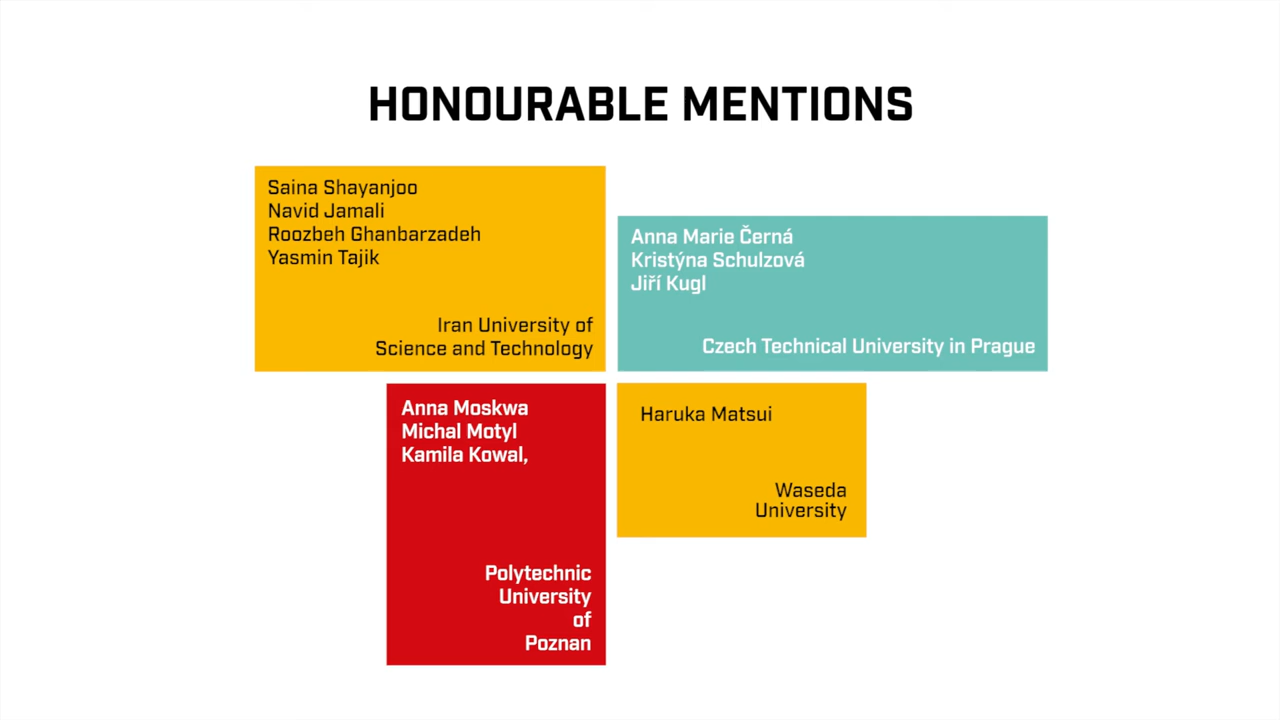 HONOURABLE MENTIONS
Saina Shayanjoo
Navid Jamali
Roozbeh Ghanbarzadeh
Yasmin Tajik
Iran University of
Science and Technology
Anna Marie Černá
Kristýna Schulzová
Jiří Kugl
Czech Technical University in Prague
Anna Moskwa
Michal Motyl
Kamila Kowal,
Polytechnic
University
of
Poznan
Haruka Matsui
Waseda
University